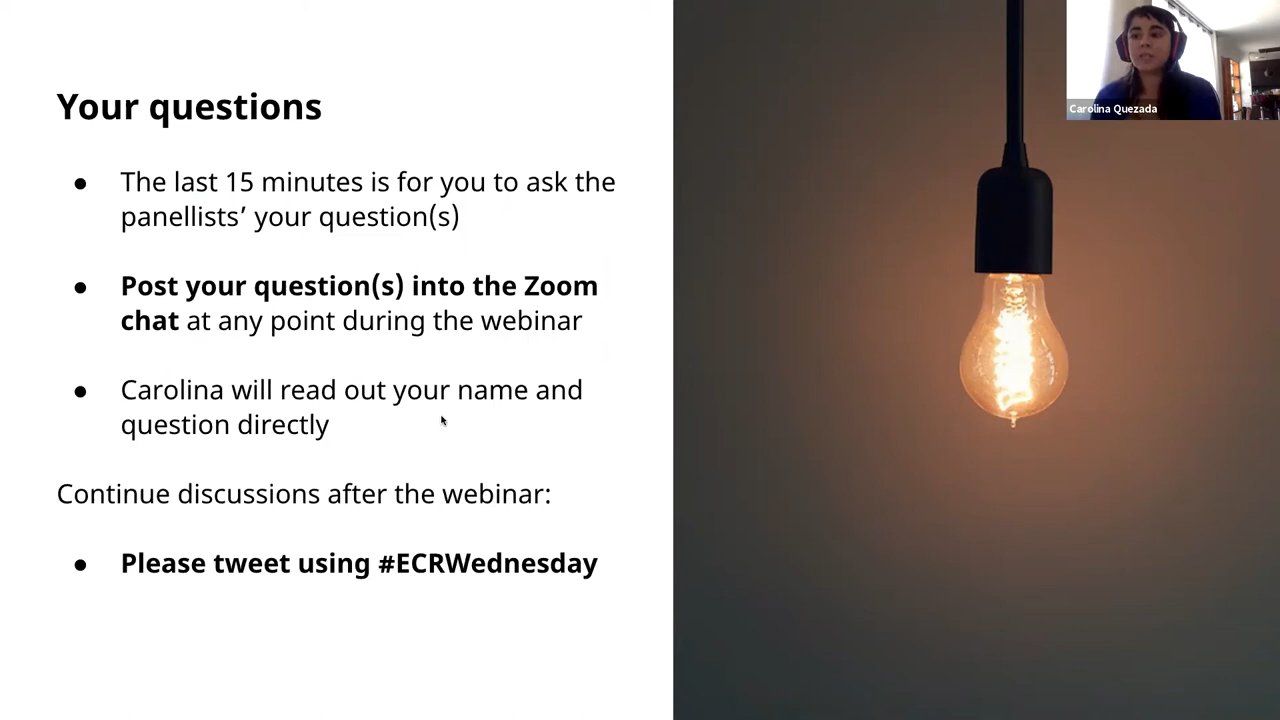 Your questions
● The last 15 minutes is for you to ask the
panellists’ your question(s)
● Post your question(s) into the Zoom
chat at any point during the webinar
● Carolina will read out your name and
question directly
Continue discussions after the webinar:
● Please tweet using #ECRWednesday
Carolina Quezada